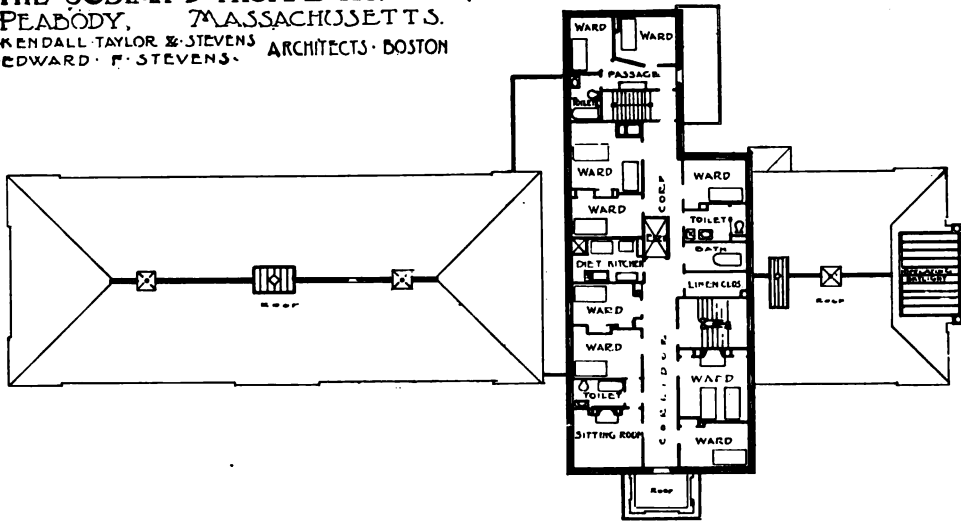 PEABODY, MASSACHUSETTS.
KENDALL·TAYLOR &·STEVENS ARCHITECTS·BOSTON
EDWARD·F·STEVENS·
WARD
WARD
PASSAGE
TOILET
WARD
CORR
WARD
WARD
TOILET
DIET KITCHEN
BATH
LINEN CLOS
ROOF
ROOF
WARD
WARD
CORRIDOR
WARD
TOILET
SITTING ROOM
WARD
ROOF